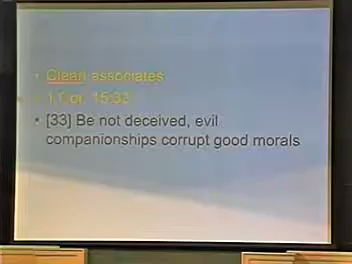 • Clean associates
• 1 Cor. 15:33
• [33] Be not deceived, evil
companionships corrupt good morals